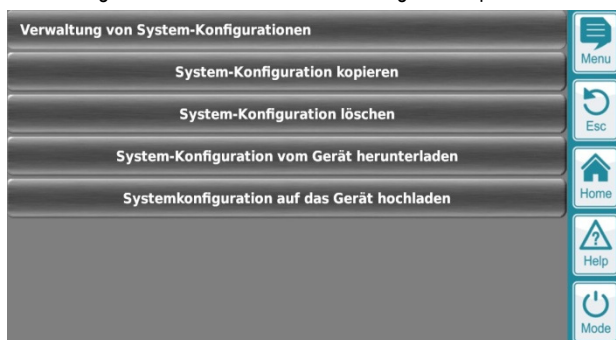 Verwaltung von System-Konfigurationen
System-Konfiguration kopieren
System-Konfiguration löschen
System-Konfiguration vom Gerät herunterladen
Systemkonfiguration auf das Gerät hochladen
Menu
Esc
Home
?
Help
Mode